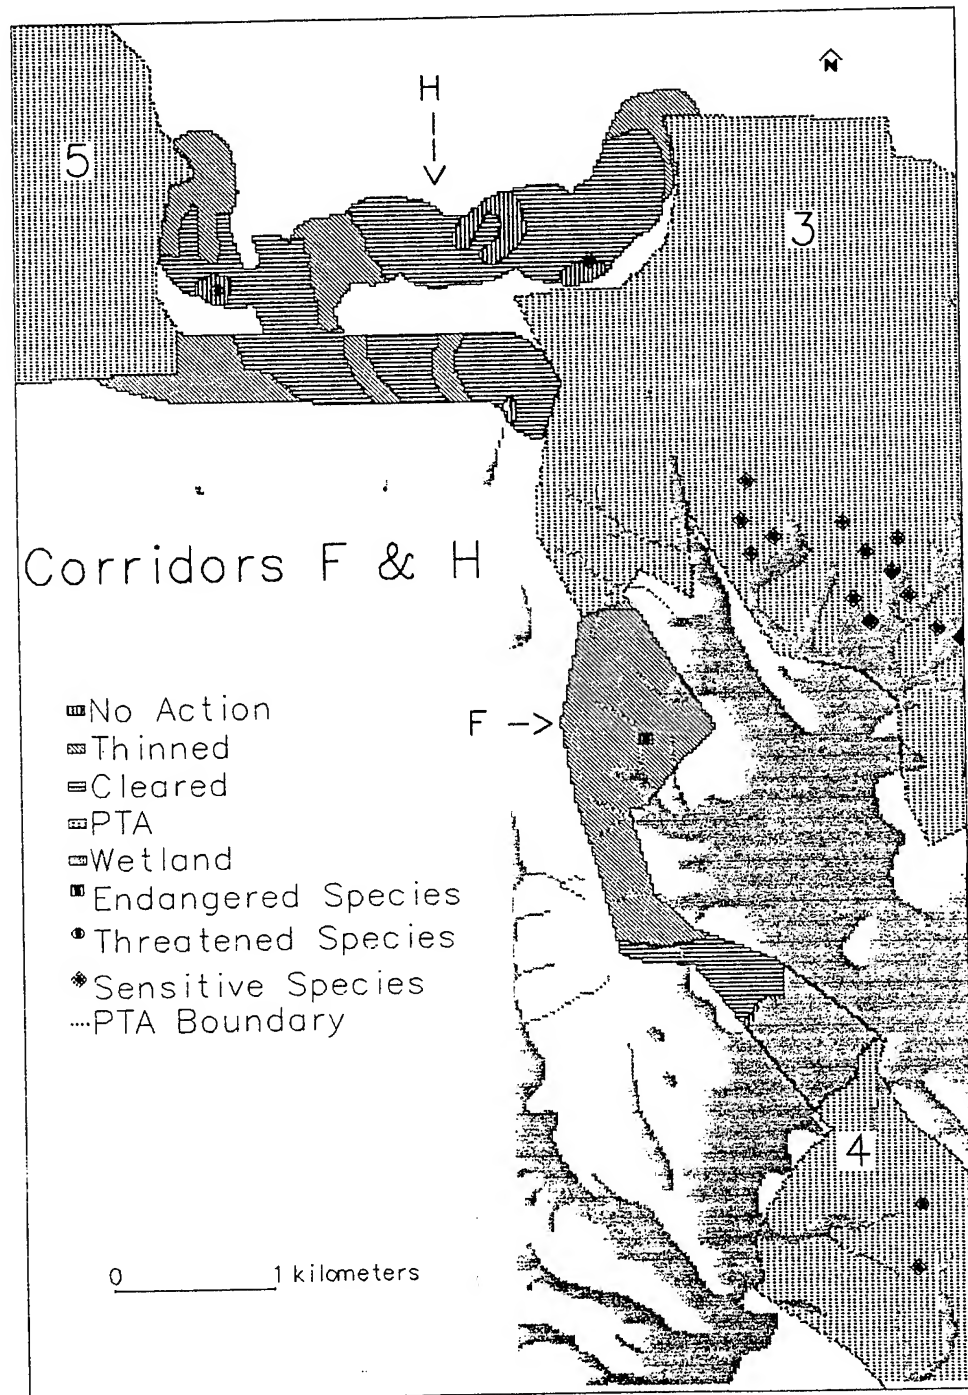 N
H
5
3
Corridors F & H
No Action
Thinned
F
Cleared
PTA
Wetland
Endangered Species
Threatened Species
Sensitive Species
PTA Boundary
4
0 1 kilometers